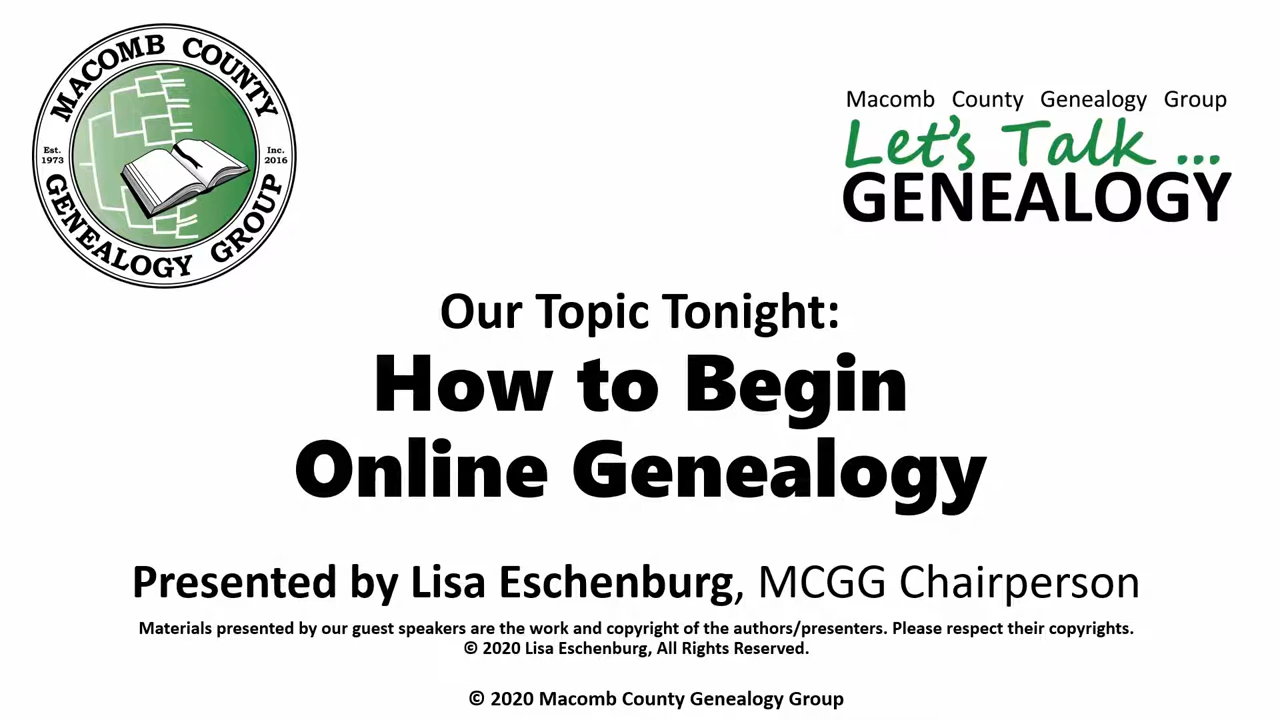 MACOMB COUNTY
Est.
1973
Inc.
2016
GENEALOGY GROUP
Macomb County Genealogy Group
Let's Talk ...
GENEALOGY
Our Topic Tonight:
How to Begin
Online Genealogy
Presented by Lisa Eschenburg, MCGG Chairperson
Materials presented by our guest speakers are the work and copyright of the authors/presenters. Please respect their copyrights.
© 2020 Lisa Eschenburg, All Rights Reserved.
© 2020 Macomb County Genealogy Group